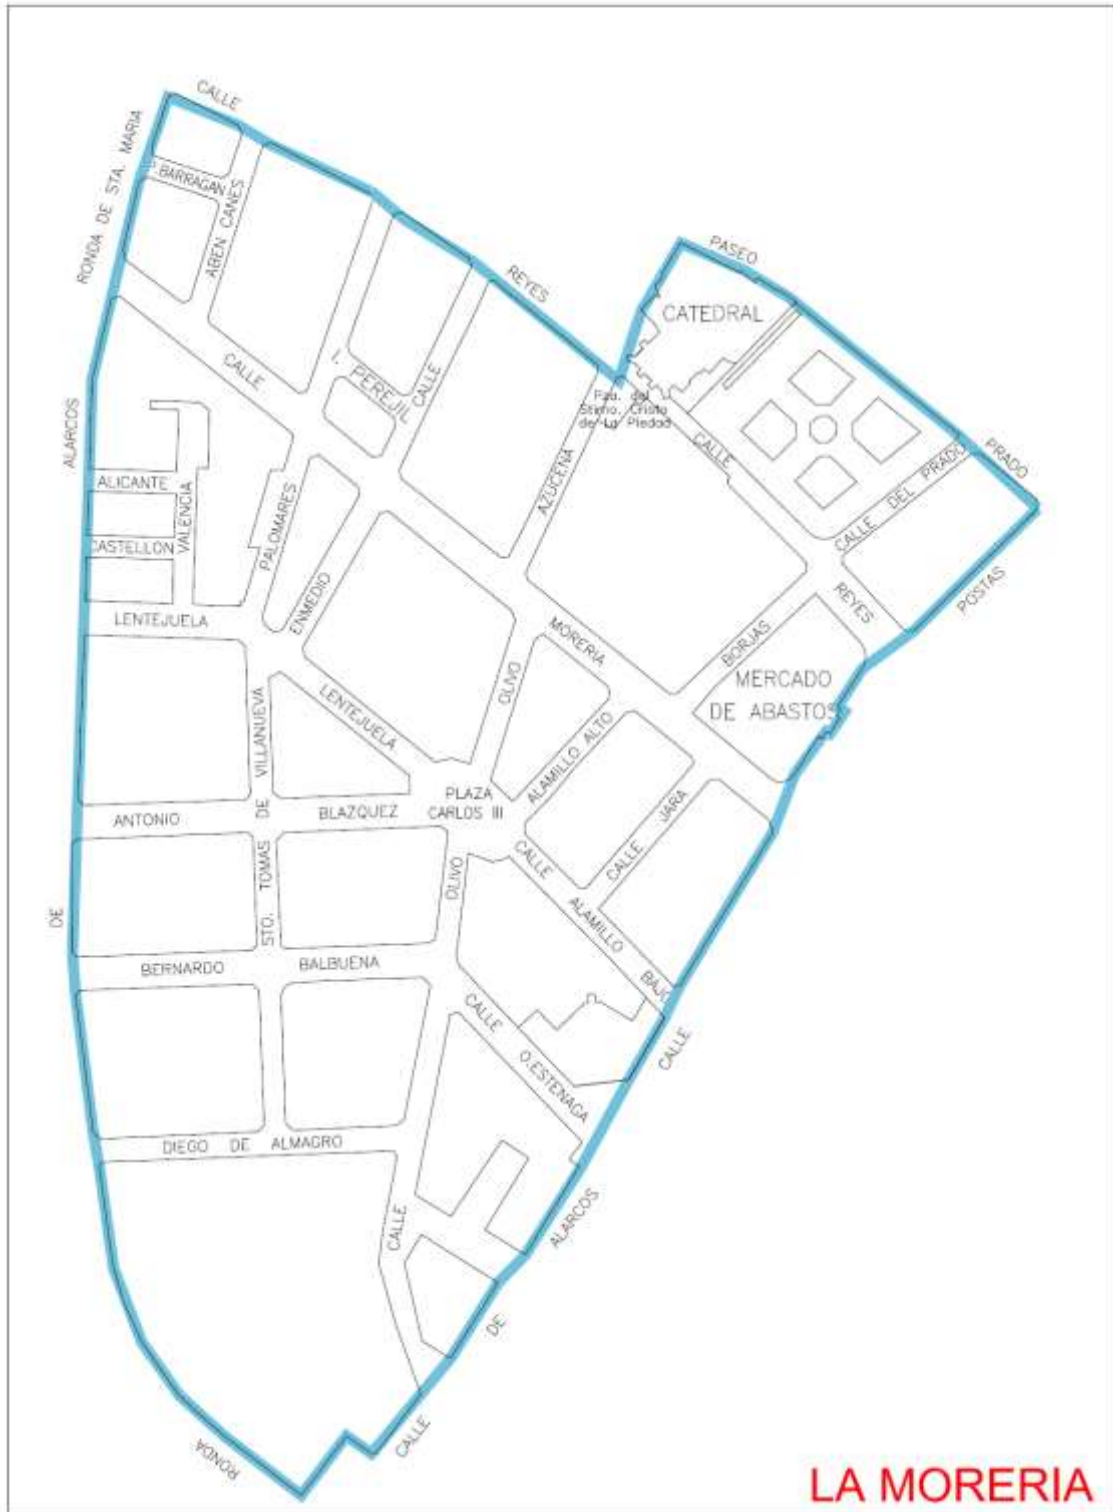 CALLE
RONDA DE STA. MARIA
P.BARRAGAN
ABEN CANES
REYES
PASEO
CATEDRAL
CALLE
I. PEREJIL
CALLE
Pza. del
Stmo. Cristo
de La Piedad
ALARCOS
CALLE
PRADO
CALLE DEL PRADO
AZUCENA
ALICANTE
VALENCIA
CASTELLON
PALOMARES
ENMEDIO
POSTAS
REYES
LENTEJUELA
MORERIA
BORJAS
MERCADO
DE ABASTOS
OLIVO
LENTEJUELA
STO. TOMAS DE VILLANUEVA
ALAMILLO ALTO
PLAZA
CARLOS III
ANTONIO BLAZQUEZ
CALLE JARA
CALLE ALAMILLO BAJO
OLIVO
DE
BERNARDO BALBUENA
CALLE O.ESTENAGA
CALLE
DIEGO DE ALMAGRO
CALLE
ALARCOS
DE
CALLE
RONDA
LA MORERIA